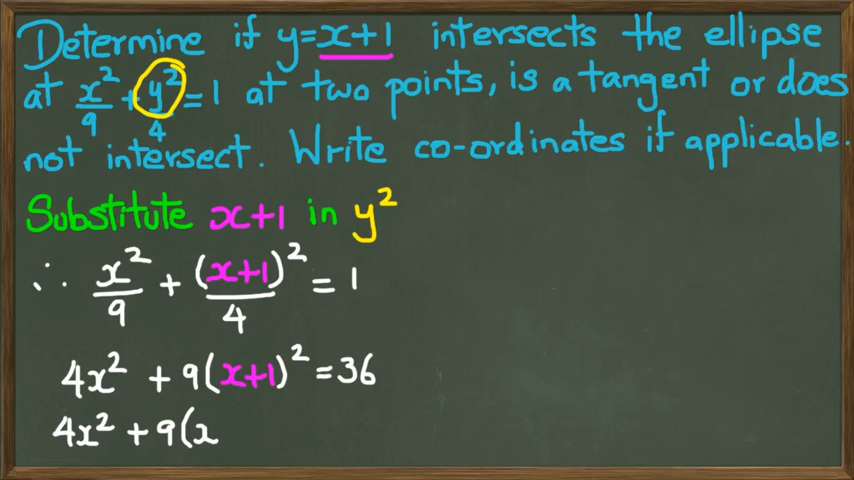 Determine if y=x+1 intersects the ellipse
at x²/9 + y²/4 = 1 at two points, is a tangent or does
not intersect. Write co-ordinates if applicable.
Substitute x+1 in y²
∴ x²/9 + (x+1)²/4 = 1
4x² + 9(x+1)² = 36
4x² + 9(x